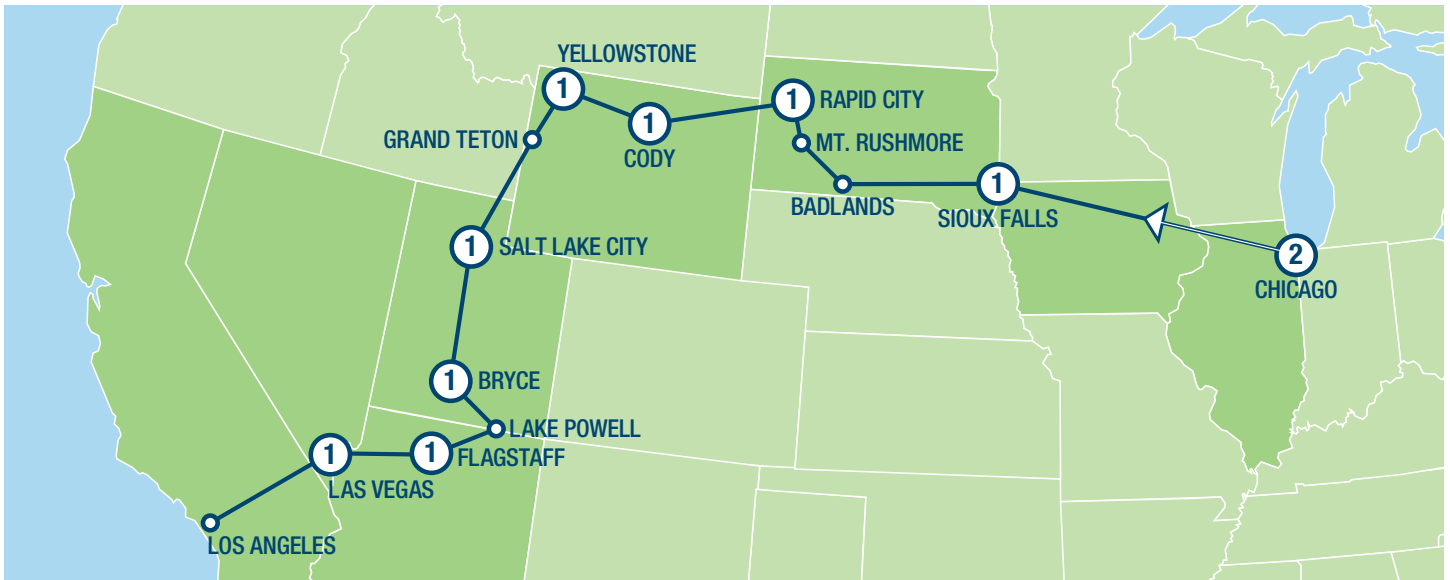 YELLOWSTONE
1
1
RAPID CITY
GRAND TETON
1
CODY
MT. RUSHMORE
BADLANDS
1
SIOUX FALLS
2
CHICAGO
1
SALT LAKE CITY
1
BRYCE
LAKE POWELL
1
FLAGSTAFF
1
LAS VEGAS
LOS ANGELES